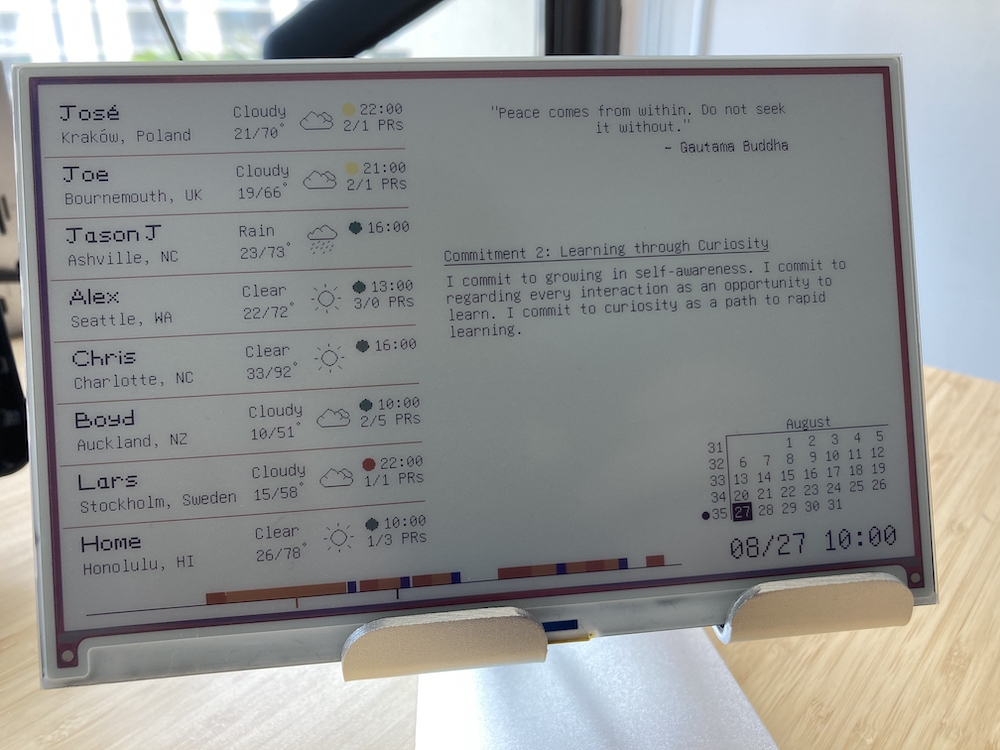 José
Cloudy 22:00
Kraków, Poland 21/70° 2/1 PRs
Joe
Cloudy 21:00
Bournemouth, UK 19/66° 2/1 PRs
Jason J
Rain 16:00
Ashville, NC 23/73°
Alex
Clear 13:00
Seattle, WA 22/72° 3/0 PRs
Chris
Clear 16:00
Charlotte, NC 33/92°
Boyd
Cloudy 10:00
Auckland, NZ 10/51° 2/5 PRs
Lars
Cloudy 22:00
Stockholm, Sweden 15/58° 1/1 PRs
Home
Clear 10:00
Honolulu, HI 26/78° 1/3 PRs
"Peace comes from within. Do not seek
it without."
- Gautama Buddha
Commitment 2: Learning through Curiosity
I commit to growing in self-awareness. I commit to
regarding every interaction as an opportunity to
learn. I commit to curiosity as a path to rapid
learning.
August
31 1 2 3 4 5
32 6 7 8 9 10 11 12
33 13 14 15 16 17 18 19
34 20 21 22 23 24 25 26
35 27 28 29 30 31
08/27 10:00